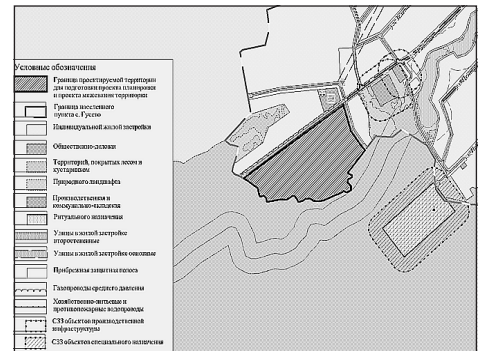 Условные обозначения
Граница проектируемой территории
для подготовки проекта планировки
и проекта межевания территории
Граница населенного
пункта с. Гусево
Индивидуальной жилой застройки
Общественно-деловая
Территорий, покрытых лесом и
кустарником
Природного ландшафта
Производственная и
коммунально-складская
Ритуального назначения
Улицы в жилой застройке
второстепенные
Улицы в жилой застройке основные
Прибрежная защитная полоса
Газопроводы среднего давления
Хозяйственно-питьевые и
противопожарные водопроводы
СЗЗ объектов производственной
инфраструктуры
СЗЗ объектов специального назначения